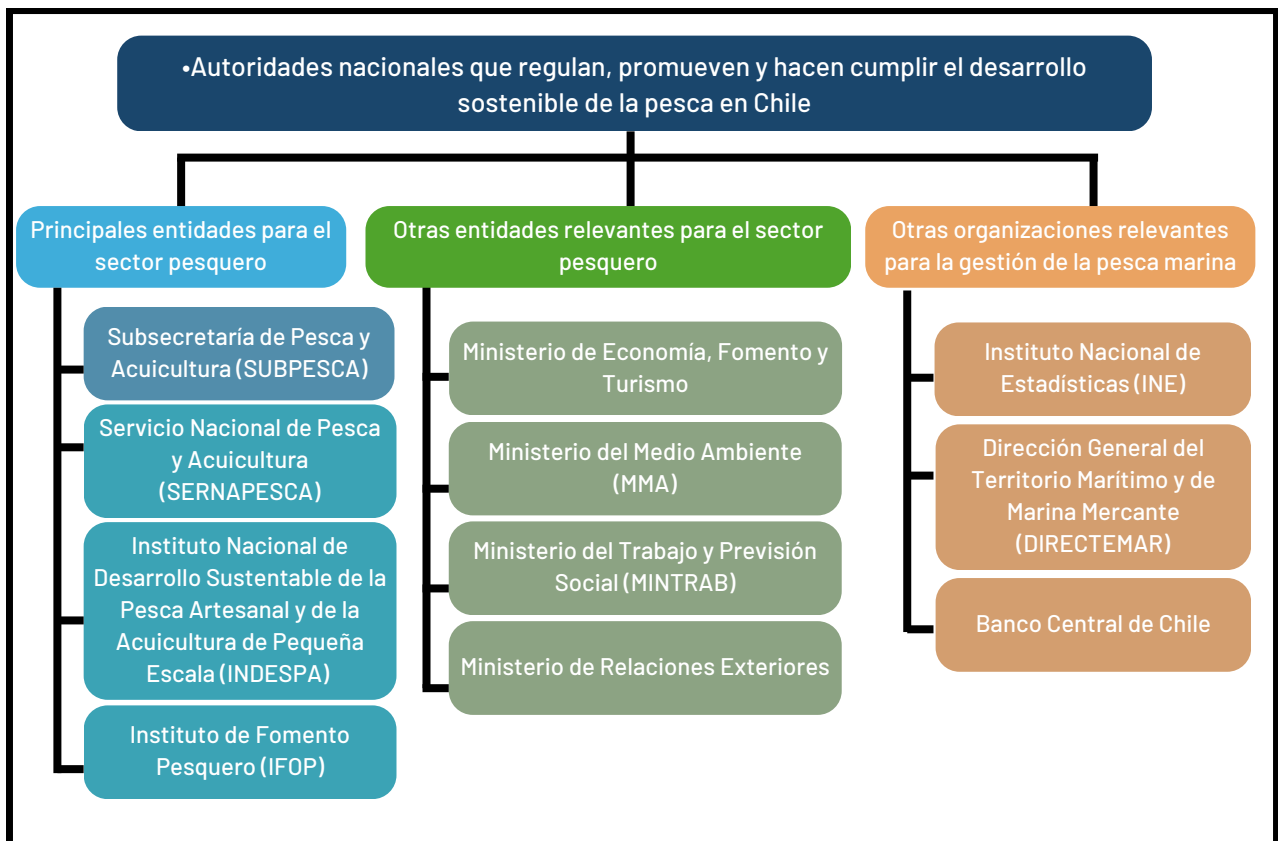 •Autoridades nacionales que regulan, promueven y hacen cumplir el desarrollo
sostenible de la pesca en Chile
Principales entidades para el
sector pesquero
Subsecretaría de Pesca y
Acuicultura (SUBPESCA)
Servicio Nacional de Pesca
y Acuicultura
(SERNAPESCA)
Instituto Nacional de
Desarrollo Sustentable de la
Pesca Artesanal y de la
Acuicultura de Pequeña
Escala (INDESPA)
Instituto de Fomento
Pesquero (IFOP)
Otras entidades relevantes para el sector
pesquero
Ministerio de Economía, Fomento y
Turismo
Ministerio del Medio Ambiente
(MMA)
Ministerio del Trabajo y Previsión
Social (MINTRAB)
Ministerio de Relaciones Exteriores
Otras organizaciones relevantes
para la gestión de la pesca marina
Instituto Nacional de
Estadísticas (INE)
Dirección General del
Territorio Marítimo y de
Marina Mercante
(DIRECTEMAR)
Banco Central de Chile